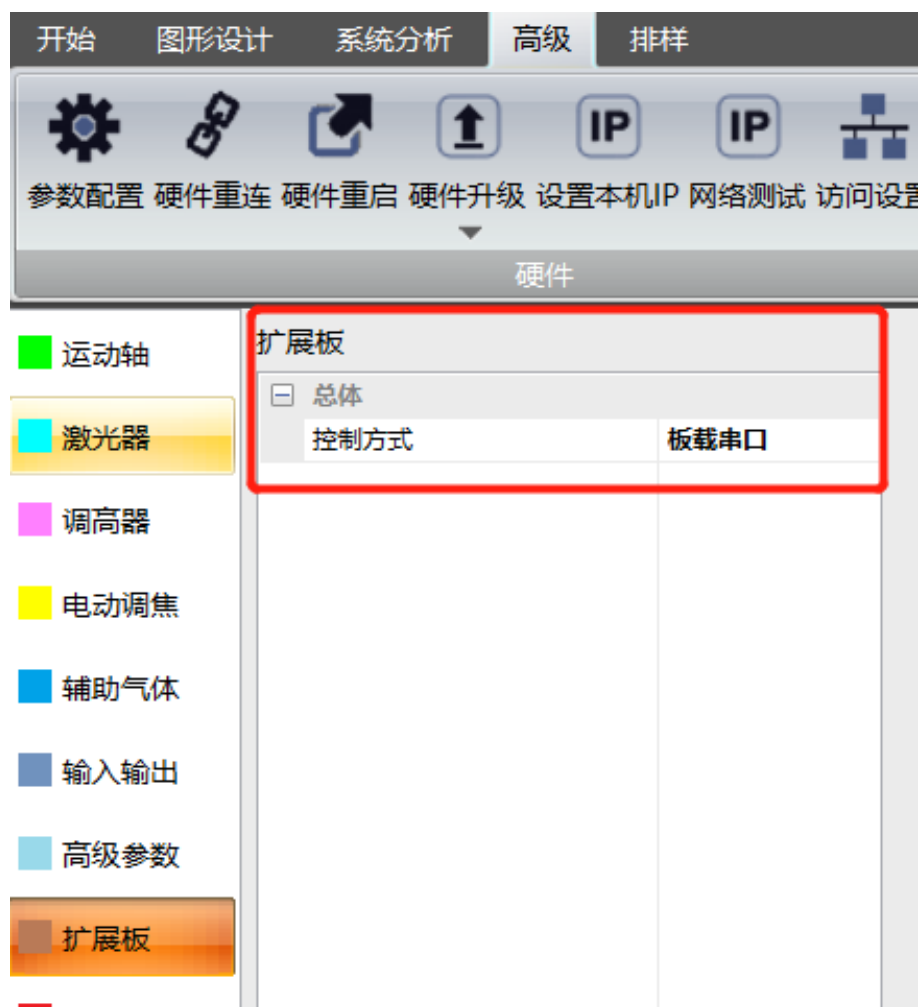 开始 图形设计 系统分析 高级 排样
IP IP
参数配置 硬件重连 硬件重启 硬件升级 设置本机IP 网络测试 访问设置
硬件
运动轴
激光器
调高器
电动调焦
辅助气体
输入输出
高级参数
扩展板
扩展板
总体
控制方式 板载串口